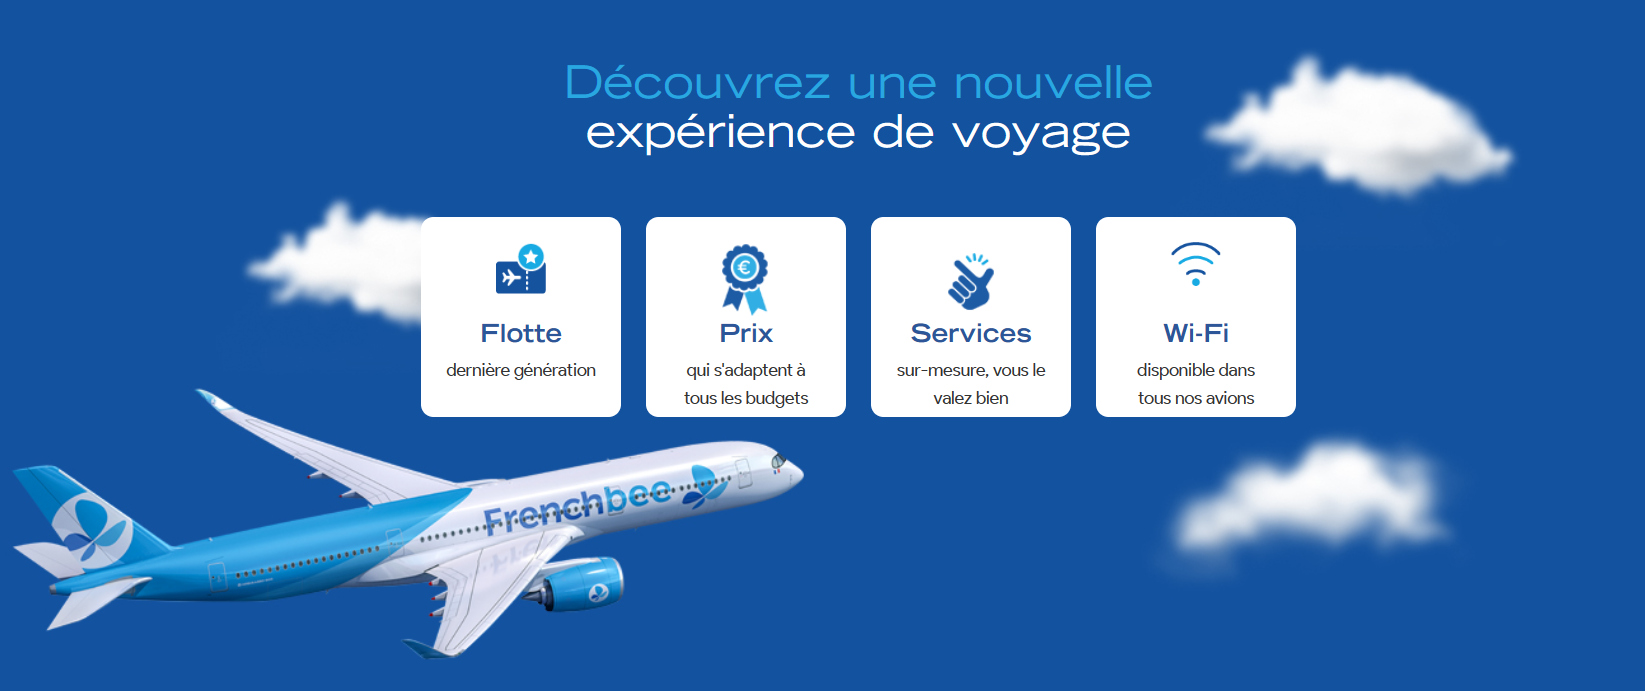 Découvrez une nouvelle
expérience de voyage
Flotte
dernière génération
Prix
qui s'adaptent à
tous les budgets
Services
sur-mesure, vous le
valez bien
Wi-Fi
disponible dans
tous nos avions
Frenchbee